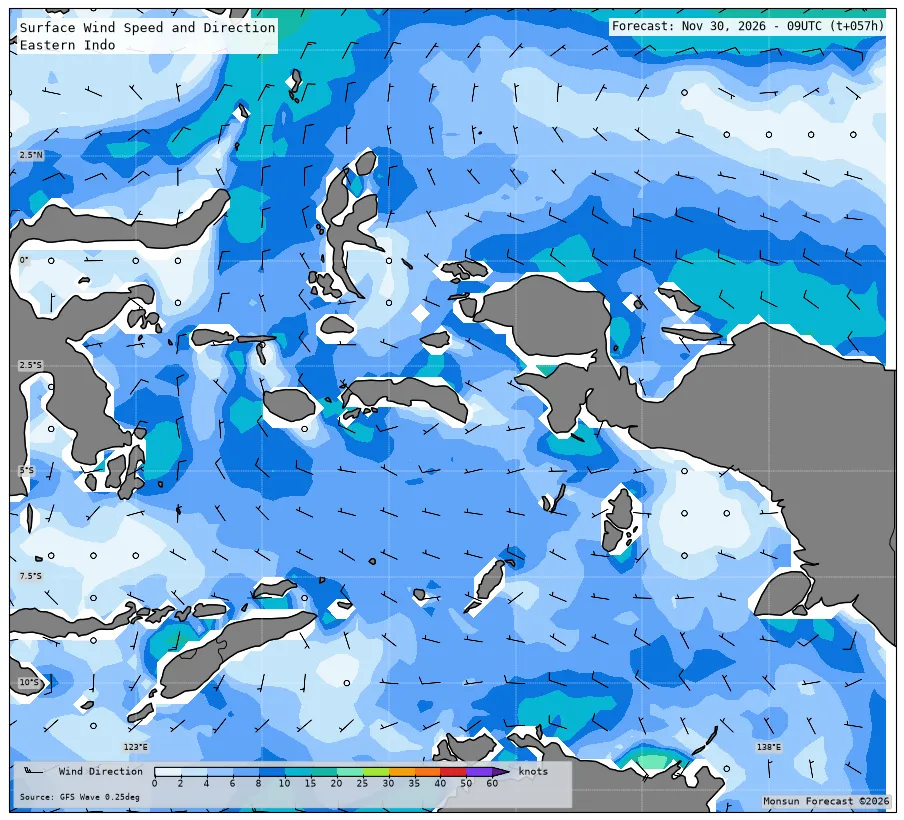 Surface Wind Speed and Direction
Eastern Indo
Forecast: Nov 30, 2026 - 09UTC (t+057h)
2.5°N
0°
2.5°S
5°S
7.5°S
10°S
123°E
138°E
Wind Direction
0 2 4 6 8 10 15 20 25 30 35 40 50 60
knots
Source: GFS Wave 0.25deg
Monsun Forecast ©2026